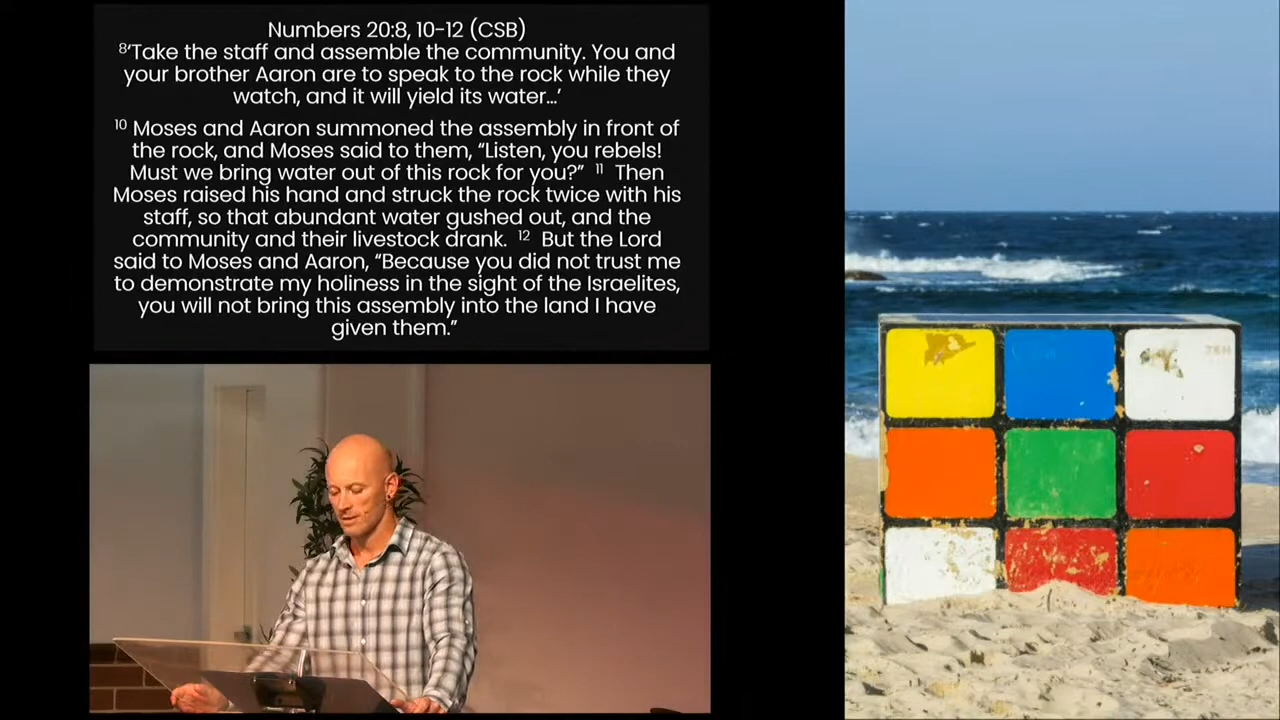 Numbers 20:8, 10-12 (CSB)
⁸‘Take the staff and assemble the community. You and
your brother Aaron are to speak to the rock while they
watch, and it will yield its water…’
¹⁰ Moses and Aaron summoned the assembly in front of
the rock, and Moses said to them, “Listen, you rebels!
Must we bring water out of this rock for you?” ¹¹ Then
Moses raised his hand and struck the rock twice with his
staff, so that abundant water gushed out, and the
community and their livestock drank. ¹² But the Lord
said to Moses and Aaron, “Because you did not trust me
to demonstrate my holiness in the sight of the Israelites,
you will not bring this assembly into the land I have
given them.”